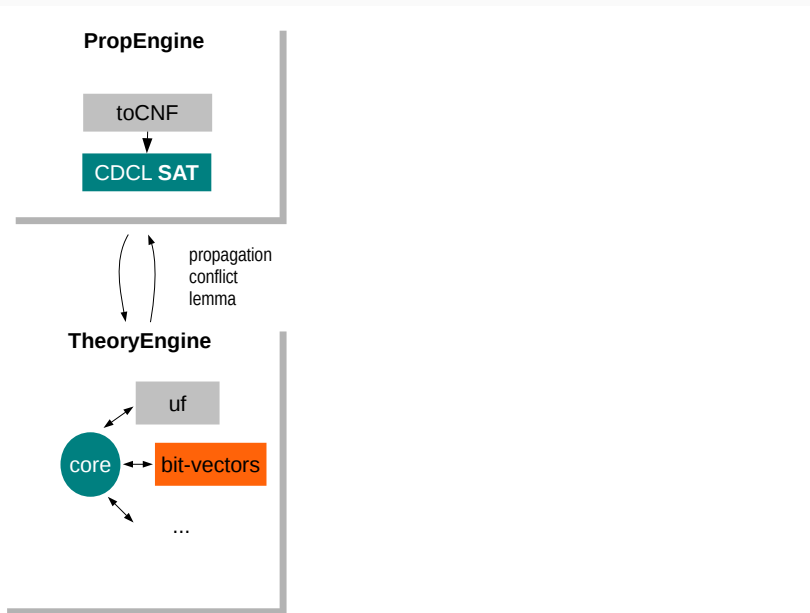 PropEngine
toCNF
CDCL SAT
propagation
conflict
lemma
TheoryEngine
uf
core
bit-vectors
...